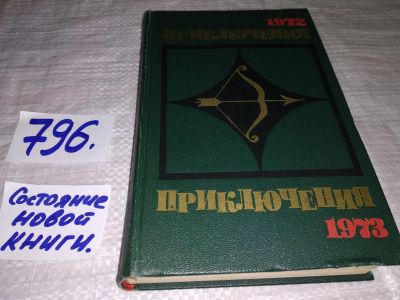 796.
Состояние
новой
книги.
1972
ПРИКЛЮЧЕНИЯ
ПРИКЛЮЧЕНИЯ
1973